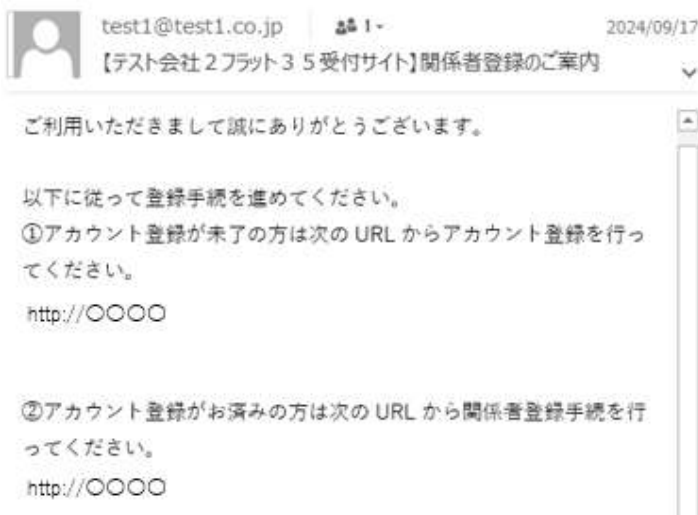 test1@test1.co.jp 1 2024/09/17
【テスト会社２フラット３５受付サイト】関係者登録のご案内
ご利用いただきまして誠にありがとうございます。
以下に従って登録手続を進めてください。
①アカウント登録が未了の方は次の URL からアカウント登録を行っ
てください。
http://〇〇〇〇
②アカウント登録がお済みの方は次の URL から関係者登録手続を行
ってください。
http://〇〇〇〇